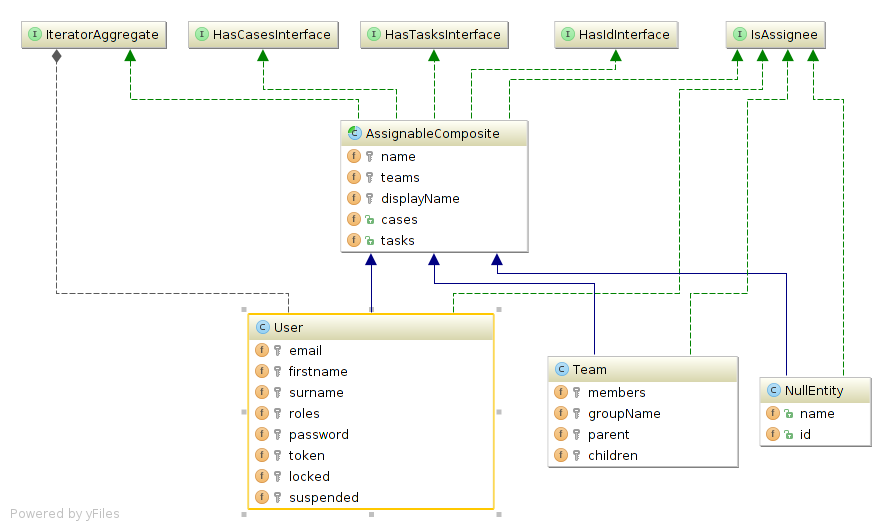 IteratorAggregate
HasCasesInterface
HasTasksInterface
HasIdInterface
IsAssignee
AssignableComposite
name
teams
displayName
cases
tasks
User
email
firstname
surname
roles
password
token
locked
suspended
Team
members
groupName
parent
children
NullEntity
name
id
Powered by yFiles